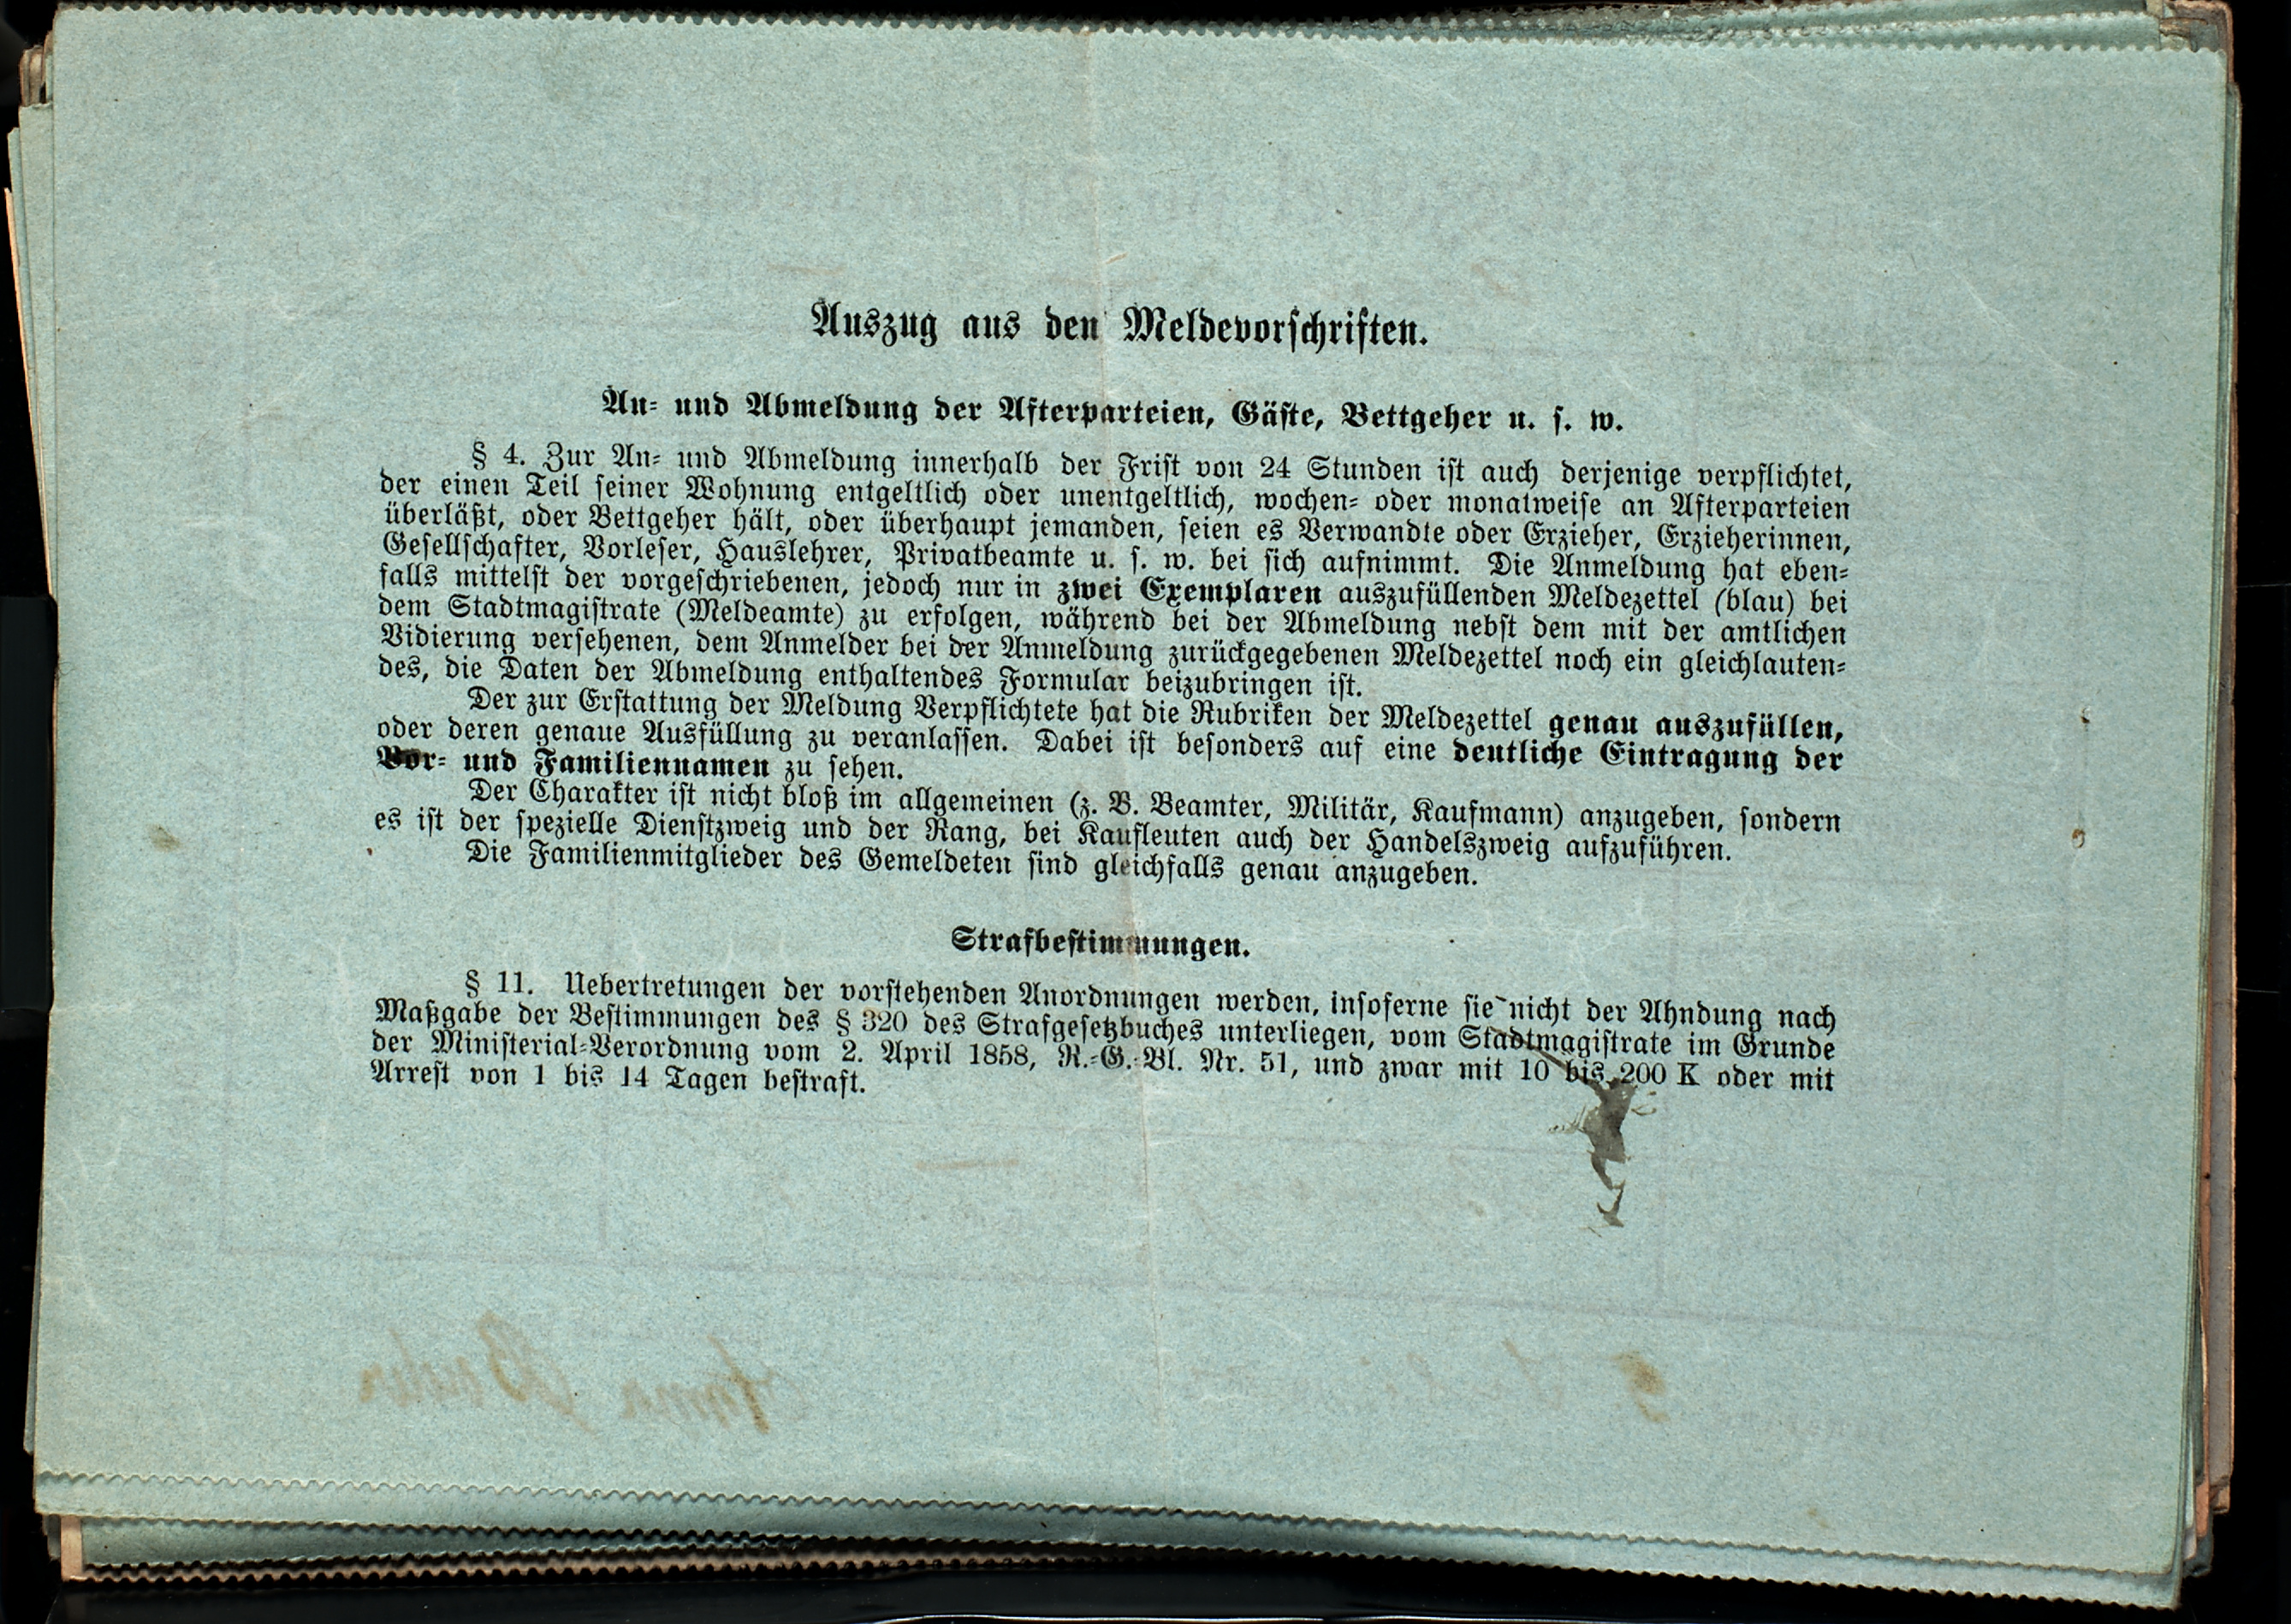 Auszug aus den Meldevorschriften.
An- und Abmeldung der Afterparteien, Gäste, Bettgeher u. s. w.
§ 4. Zur An- und Abmeldung innerhalb der Frist von 24 Stunden ist auch derjenige verpflichtet,
der einen Teil seiner Wohnung entgeltlich oder unentgeltlich, wochen- oder monatweise an Afterparteien
überläßt, oder Bettgeher hält, oder überhaupt jemanden, seien es Verwandte oder Erzieher, Erzieherinnen,
Gesellschafter, Vorleser, Hauslehrer, Privatbeamte u. s. w. bei sich aufnimmt. Die Anmeldung hat eben-
falls mittelst der vorgeschriebenen, jedoch nur in zwei Exemplaren auszufüllenden Meldezettel (blau) bei
dem Stadtmagistrate (Meldeamte) zu erfolgen, während bei der Abmeldung nebst dem mit der amtlichen
Vidierung versehenen, dem Anmelder bei der Anmeldung zurückgegebenen Meldezettel noch ein gleichlauten-
des, die Daten der Abmeldung enthaltendes Formular beizubringen ist.
Der zur Erstattung der Meldung Verpflichtete hat die Rubriken der Meldezettel genau auszufüllen,
oder deren genaue Ausfüllung zu veranlassen. Dabei ist besonders auf eine deutliche Eintragung der
Vor- und Familiennamen zu sehen.
Der Charakter ist nicht bloß im allgemeinen (z. B. Beamter, Militär, Kaufmann) anzugeben, sondern
es ist der spezielle Dienstzweig und der Rang, bei Kaufleuten auch der Handelszweig aufzuführen.
Die Familienmitglieder des Gemeldeten sind gleichfalls genau anzugeben.
Strafbestimmungen.
§ 11. Uebertretungen der vorstehenden Anordnungen werden, insoferne sie nicht der Ahndung nach
Maßgabe der Bestimmungen des § 320 des Strafgesetzbuches unterliegen, vom Stadtmagistrate im Grunde
der Ministerial-Verordnung vom 2. April 1858, R.-G.-Bl. Nr. 51, und zwar mit 10 bis 200 K oder mit
Arrest von 1 bis 14 Tagen bestraft.